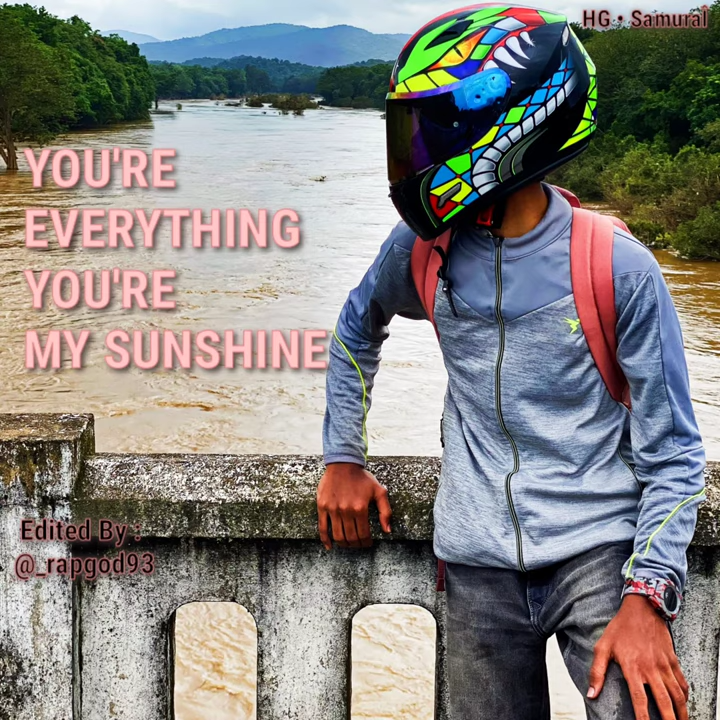 HG • Samurai
YOU'RE
EVERYTHING
YOU'RE
MY SUNSHINE
Edited By :
@_rapgod93